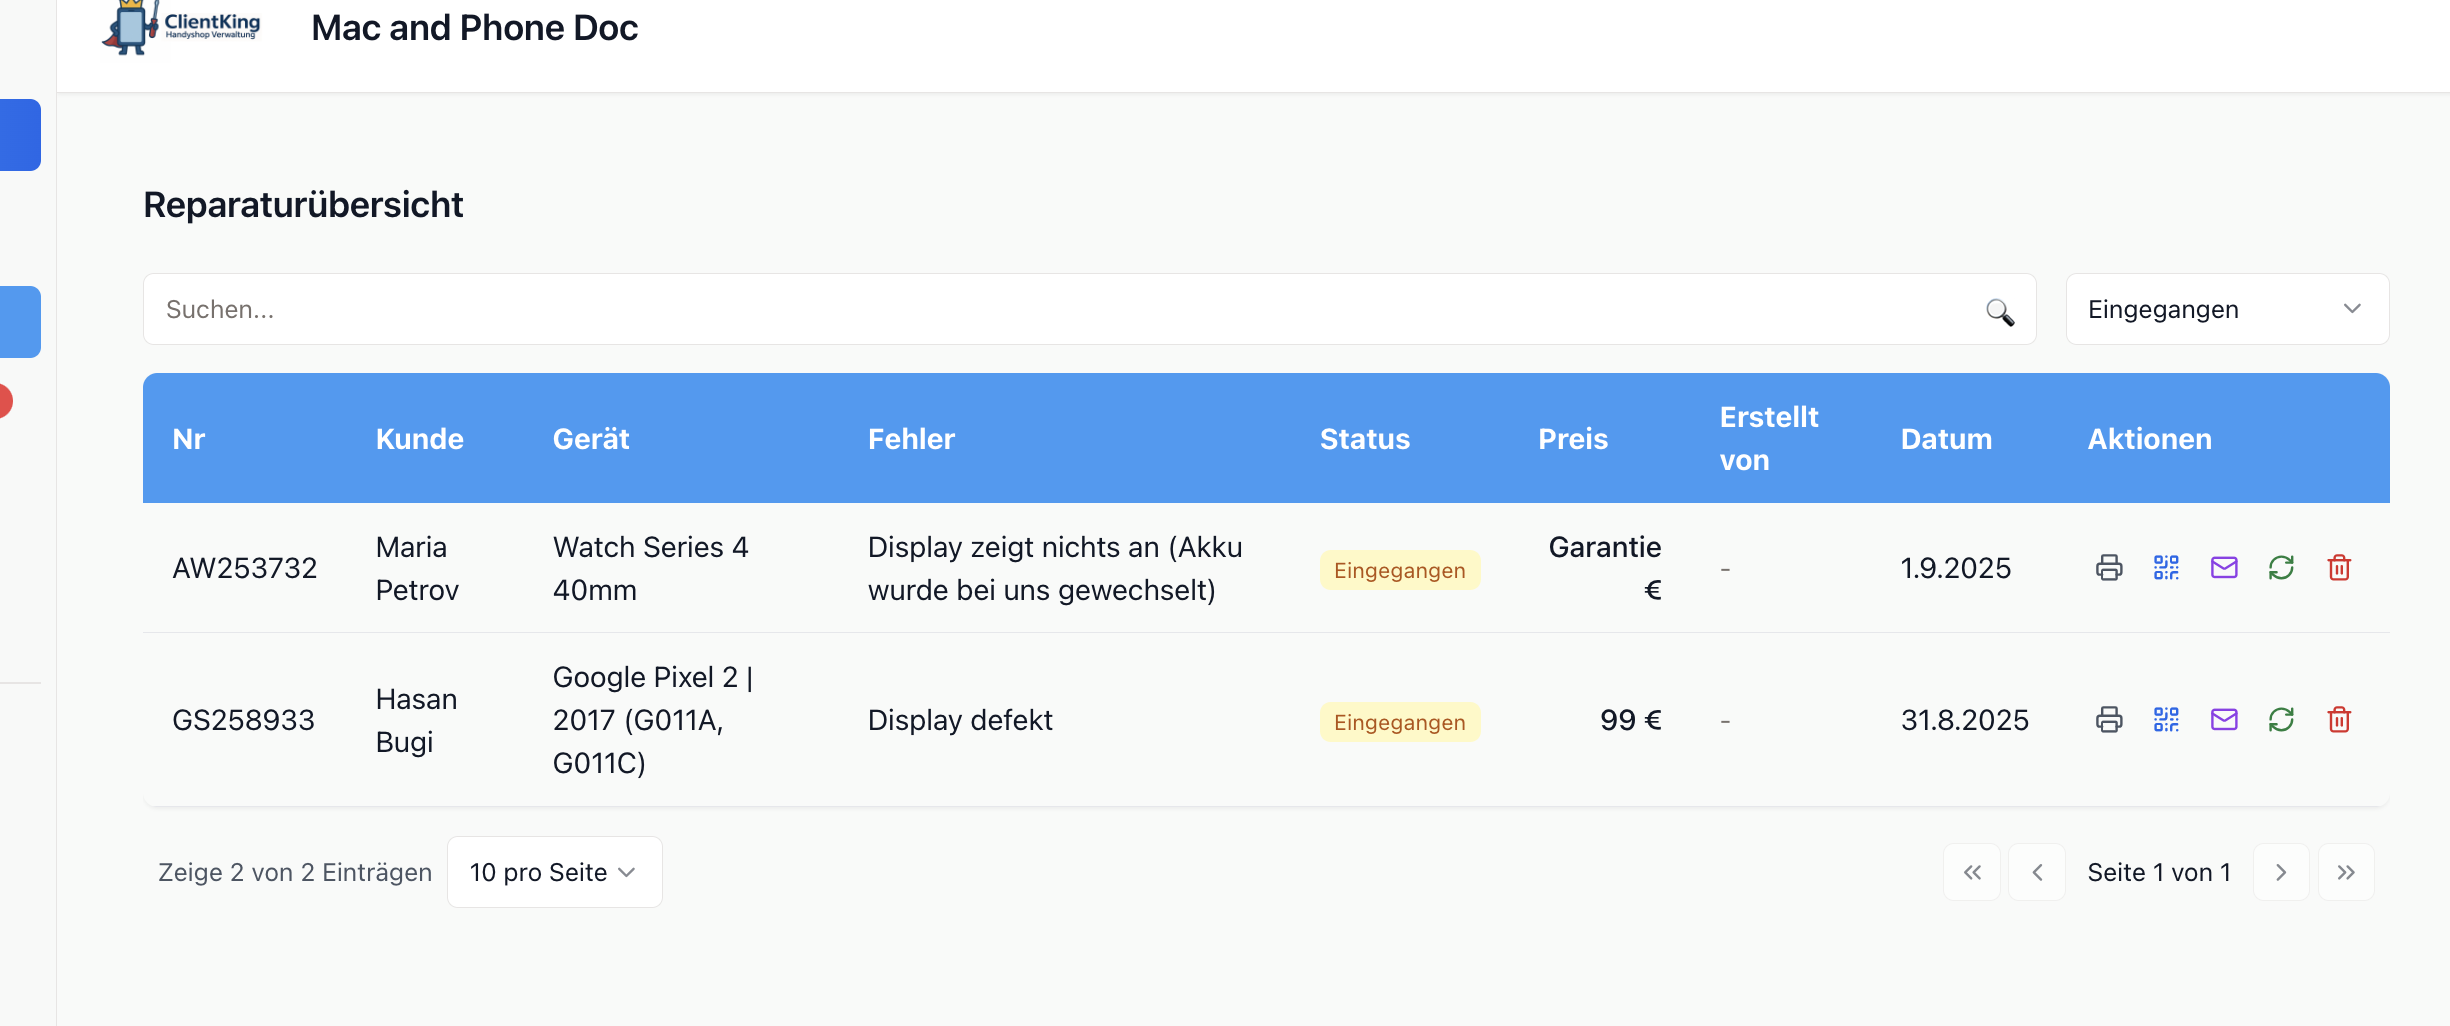 ClientKing
Handyshop Verwaltung
Mac and Phone Doc
Reparaturübersicht
Suchen...
Eingegangen
Nr Kunde Gerät Fehler Status Preis Erstellt von Datum Aktionen
AW253732
Maria
Petrov
Watch Series 4
40mm
Display zeigt nichts an (Akku
wurde bei uns gewechselt)
Eingegangen
Garantie
€
-
1.9.2025
GS258933
Hasan
Bugi
Google Pixel 2 |
2017 (G011A,
G011C)
Display defekt
Eingegangen
99 €
-
31.8.2025
Zeige 2 von 2 Einträgen
10 pro Seite
Seite 1 von 1